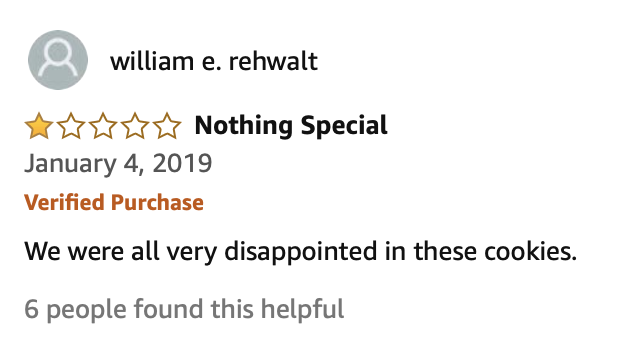 william e. rehwalt
Nothing Special
January 4, 2019
Verified Purchase
We were all very disappointed in these cookies.
6 people found this helpful